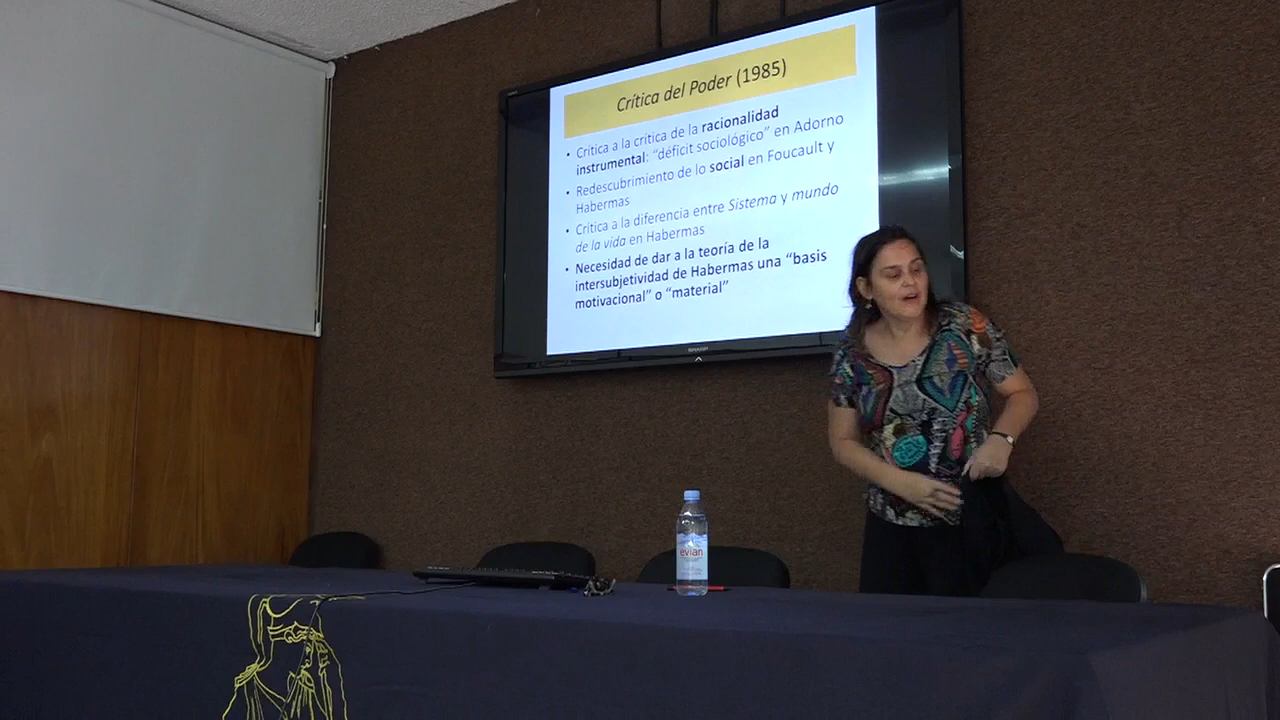 Crítica del Poder (1985)
• Crítica a la crítica de la racionalidad
instrumental: “déficit sociológico” en Adorno
• Redescubrimiento de lo social en Foucault y
Habermas
• Crítica a la diferencia entre Sistema y mundo
de la vida en Habermas
• Necesidad de dar a la teoría de la
intersubjetividad de Habermas una “basis
motivacional” o “material”
evian